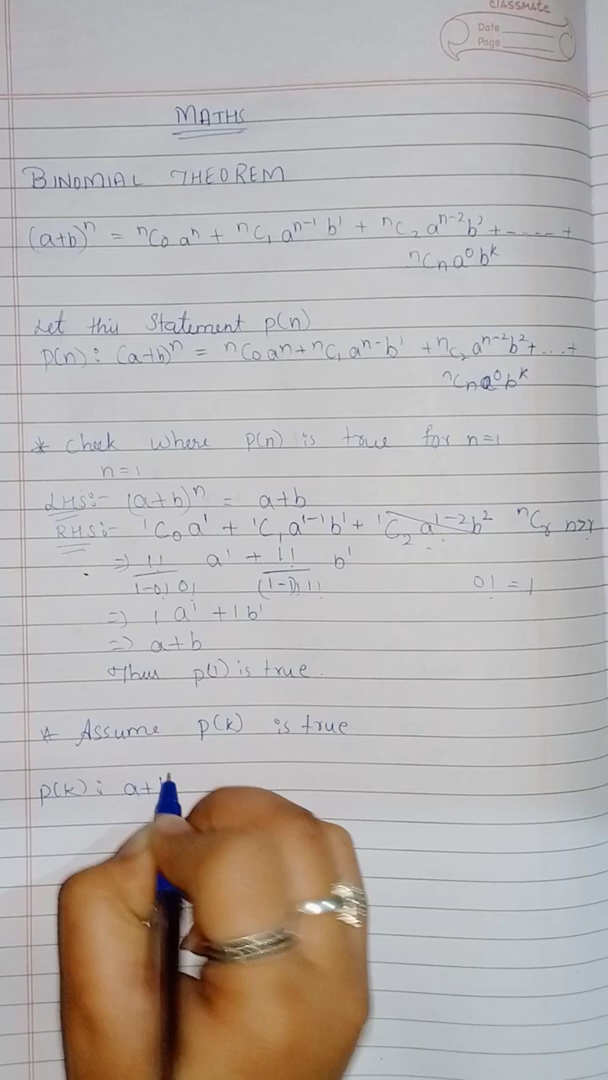 CLASSMATE
Date
Page
MATHS
BINOMIAL THEOREM
(a+b)ⁿ = ⁿC₀ aⁿ + ⁿC₁ aⁿ⁻¹ b¹ + ⁿC₂ aⁿ⁻² b² + ..... +
ⁿCₙ a⁰ bᵏ
Let this Statement p(n)
p(n) : (a+b)ⁿ = ⁿC₀ aⁿ + ⁿC₁ aⁿ⁻ b¹ + ⁿC₂ aⁿ⁻² b² + ... +
ⁿCₙ a⁰ bᵏ
* Check where p(n) is true for n=1
n=1
LHS:- (a+b)ⁿ = a+b
RHS:- ¹C₀ a¹ + ¹C₁ a¹⁻¹ b¹ + ¹C₂ a¹⁻² b² ⁿCᵣ n≥r
⇒ 1!/(1-0)! 0! a¹ + 1!/(1-1)! 1! b¹ 0! = 1
⇒ 1 a¹ + 1 b¹
⇒ a+b
Thus p(1) is true.
* Assume p(k) is true
p(k) : a+